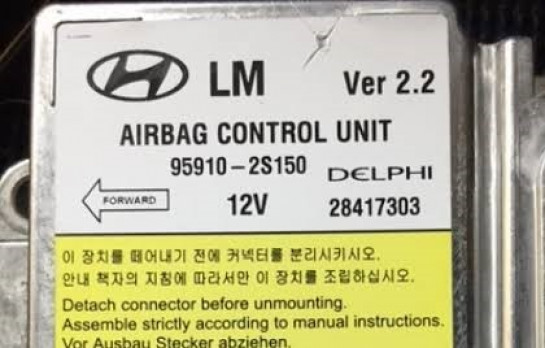 LM Ver 2.2
AIRBAG CONTROL UNIT
95910-2S150 DELPHI
FORWARD 12V 28417303
이 장치를 떼어내기 전에 커넥터를 분리시키시오.
안내 책자의 지침에 따라서만 이 장치를 조립하십시오.
Detach connector before unmounting.
Assemble strictly according to manual instructions.
Vor Ausbau Stecker abziehen.